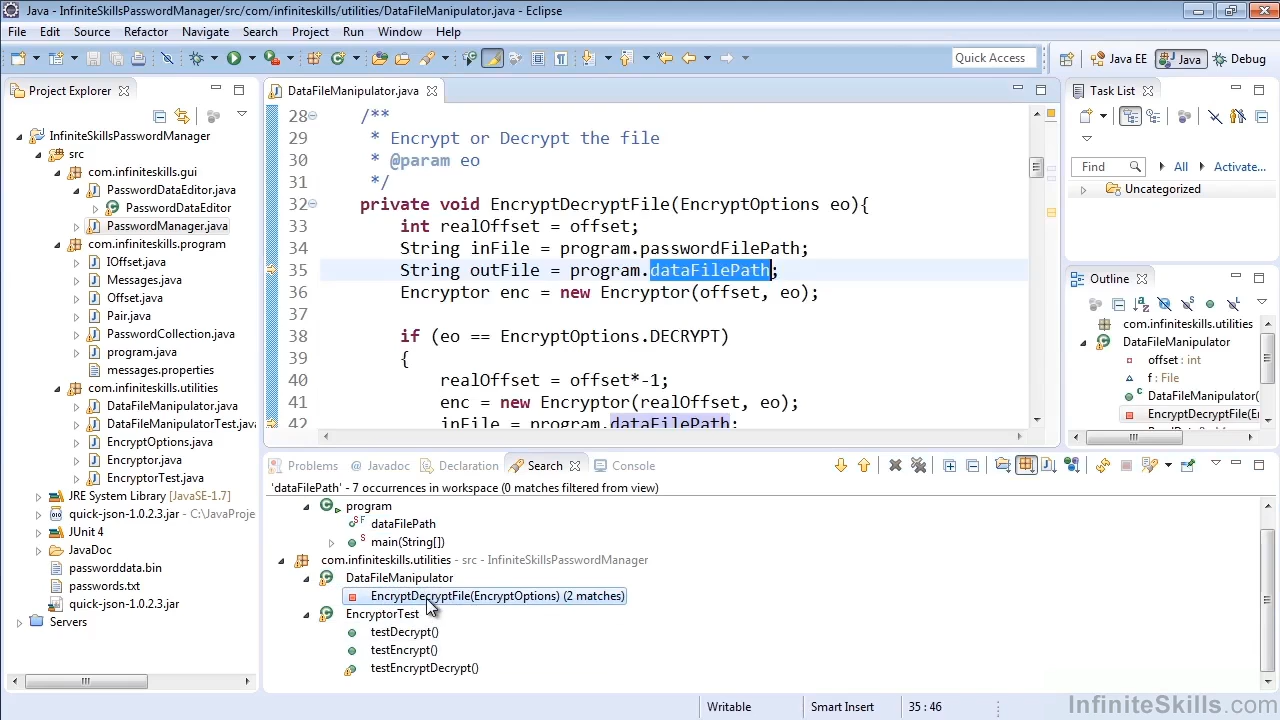 Java - InfiniteSkillsPasswordManager/src/com/infiniteskills/utilities/DataFileManipulator.java - Eclipse
File Edit Source Refactor Navigate Search Project Run Window Help
Quick Access
Java EE
Java
Debug
Project Explorer
InfiniteSkillsPasswordManager
src
com.infiniteskills.gui
PasswordDataEditor.java
PasswordDataEditor
PasswordManager.java
com.infiniteskills.program
IOffset.java
Messages.java
Offset.java
Pair.java
PasswordCollection.java
program.java
messages.properties
com.infiniteskills.utilities
DataFileManipulator.java
DataFileManipulatorTest.java
EncryptOptions.java
Encryptor.java
EncryptorTest.java
JRE System Library [JavaSE-1.7]
quick-json-1.0.2.3.jar - C:\JavaProje
JUnit 4
JavaDoc
passworddata.bin
passwords.txt
quick-json-1.0.2.3.jar
Servers
DataFileManipulator.java
28 /**
29 * Encrypt or Decrypt the file
30 * @param eo
31 */
32 private void EncryptDecryptFile(EncryptOptions eo){
33 int realOffset = offset;
34 String inFile = program.passwordFilePath;
35 String outFile = program.dataFilePath;
36 Encryptor enc = new Encryptor(offset, eo);
37
38 if (eo == EncryptOptions.DECRYPT)
39 {
40 realOffset = offset*-1;
41 enc = new Encryptor(realOffset, eo);
42 inFile = program.dataFilePath;
Task List
Find
All
Activate...
Uncategorized
Outline
com.infiniteskills.utilities
DataFileManipulator
offset : int
f : File
DataFileManipulator(
EncryptDecryptFile(E
Problems
@ Javadoc
Declaration
Search
Console
'dataFilePath' - 7 occurrences in workspace (0 matches filtered from view)
program
dataFilePath
main(String[])
com.infiniteskills.utilities - src - InfiniteSkillsPasswordManager
DataFileManipulator
EncryptDecryptFile(EncryptOptions) (2 matches)
EncryptorTest
testDecrypt()
testEncrypt()
testEncryptDecrypt()
Writable
Smart Insert
35 : 46
InfiniteSkills.com